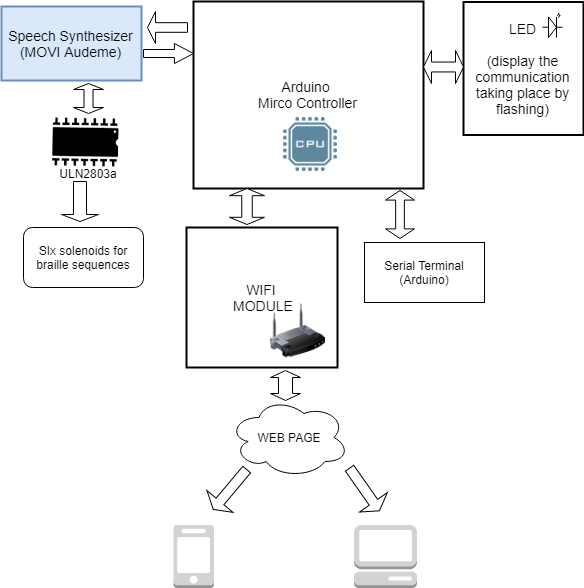 Speech Synthesizer
(MOVI Audeme)
Arduino
Mirco Controller
CPU
LED
(display the
communication
taking place by
flashing)
ULN2803a
SIx solenoids for
braille sequences
WIFI
MODULE
Serial Terminal
(Arduino)
WEB PAGE